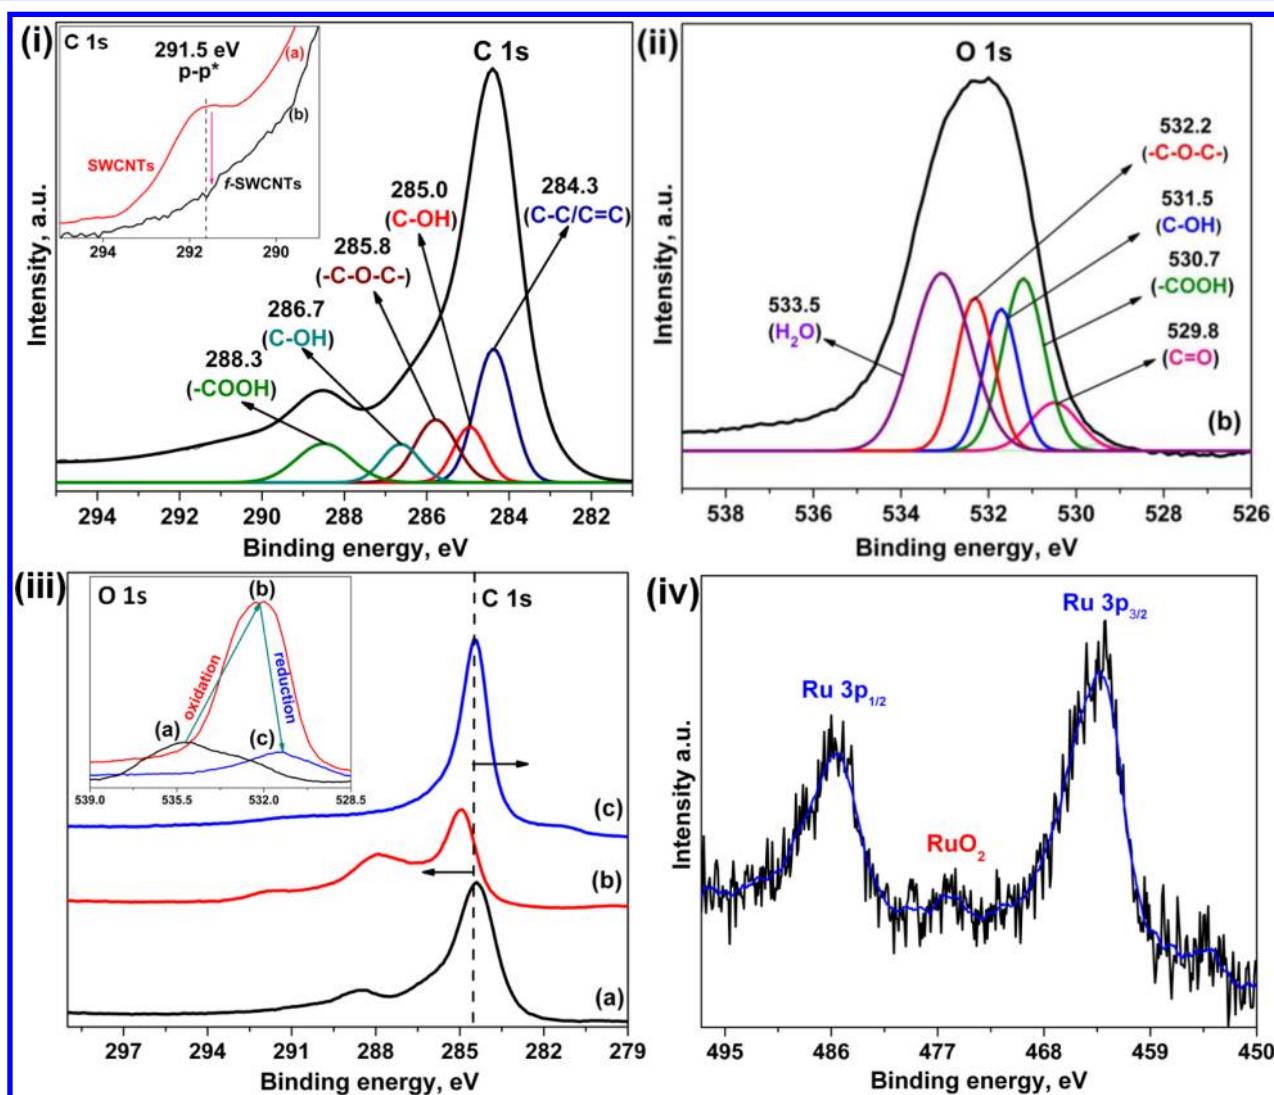 (i)
C 1s
291.5 eV
p-p*
(a)
(b)
SWCNTs
f-SWCNTs
294 292 290
C 1s
284.3
(C-C/C=C)
285.0
(C-OH)
285.8
(-C-O-C-)
286.7
(C-OH)
288.3
(-COOH)
Intensity, a.u.
294 292 290 288 286 284 282
Binding energy, eV
(ii)
O 1s
532.2
(-C-O-C-)
531.5
(C-OH)
530.7
(-COOH)
529.8
(C=O)
533.5
(H₂O)
(b)
Intensity, a.u.
538 536 534 532 530 528 526
Binding energy, eV
(iii)
O 1s
(b)
oxidation
reduction
(a)
(c)
539.0 535.5 532.0 528.5
C 1s
(c)
(b)
(a)
297 294 291 288 285 282 279
Binding energy, eV
(iv)
Ru 3p₃/₂
Ru 3p₁/₂
RuO₂
Intensity a.u.
495 486 477 468 459 450
Binding energy, eV